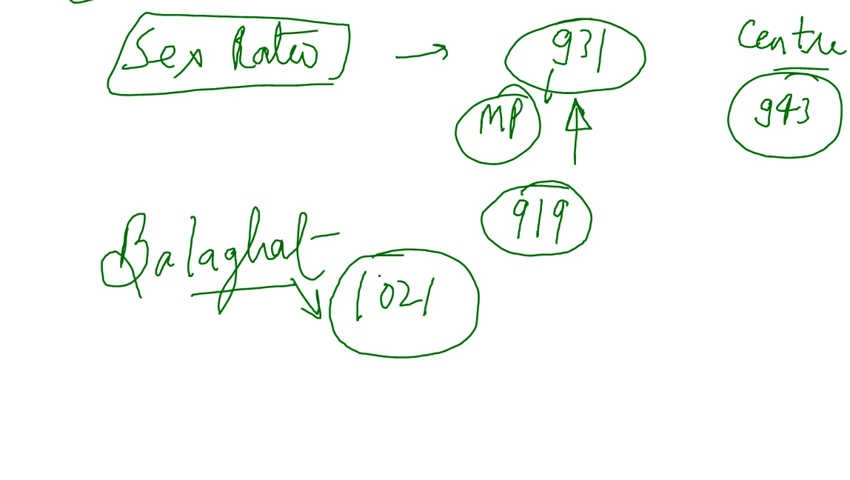 Sex Ratio → 931 Centre
MP 943
919
Balaghat
1021